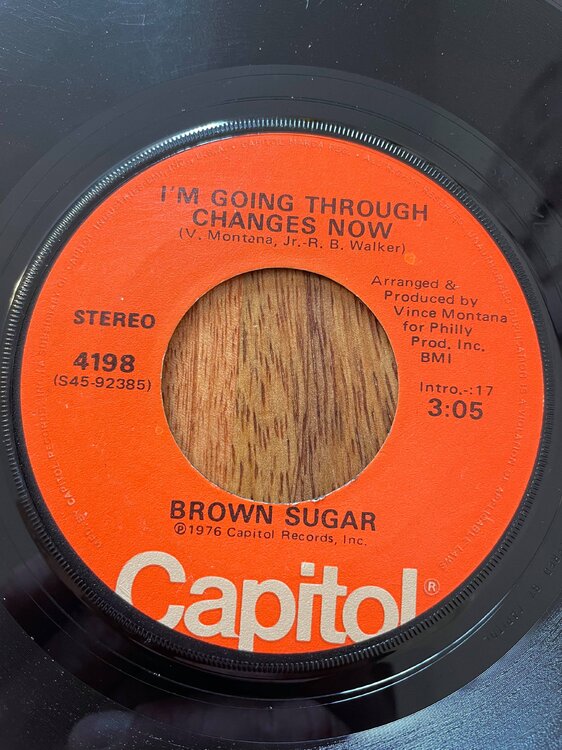 I'M GOING THROUGH
CHANGES NOW
(V. Montana, Jr.-R. B. Walker)
Arranged &
Produced by
Vince Montana
for Philly
Prod. Inc.
BMI
STEREO
4198
(S45-92385)
Intro.-:17
3:05
BROWN SUGAR
℗1976 Capitol Records, Inc.
Capitol®